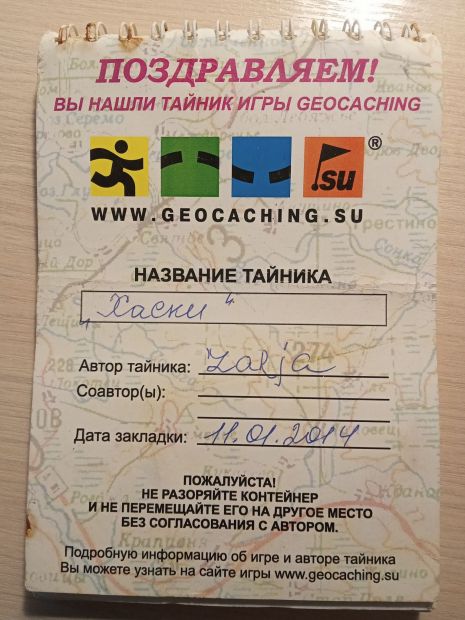 ПОЗДРАВЛЯЕМ!
ВЫ НАШЛИ ТАЙНИК ИГРЫ GEOCACHING
.su ®
WWW.GEOCACHING.SU
НАЗВАНИЕ ТАЙНИКА
„Хаски“
Автор тайника: Zalja
Соавтор(ы):
Дата закладки: 11.01.2014
ПОЖАЛУЙСТА!
НЕ РАЗОРЯЙТЕ КОНТЕЙНЕР
И НЕ ПЕРЕМЕЩАЙТЕ ЕГО НА ДРУГОЕ МЕСТО
БЕЗ СОГЛАСОВАНИЯ С АВТОРОМ.
Подробную информацию об игре и авторе тайника
Вы можете узнать на сайте игры www.geocaching.su